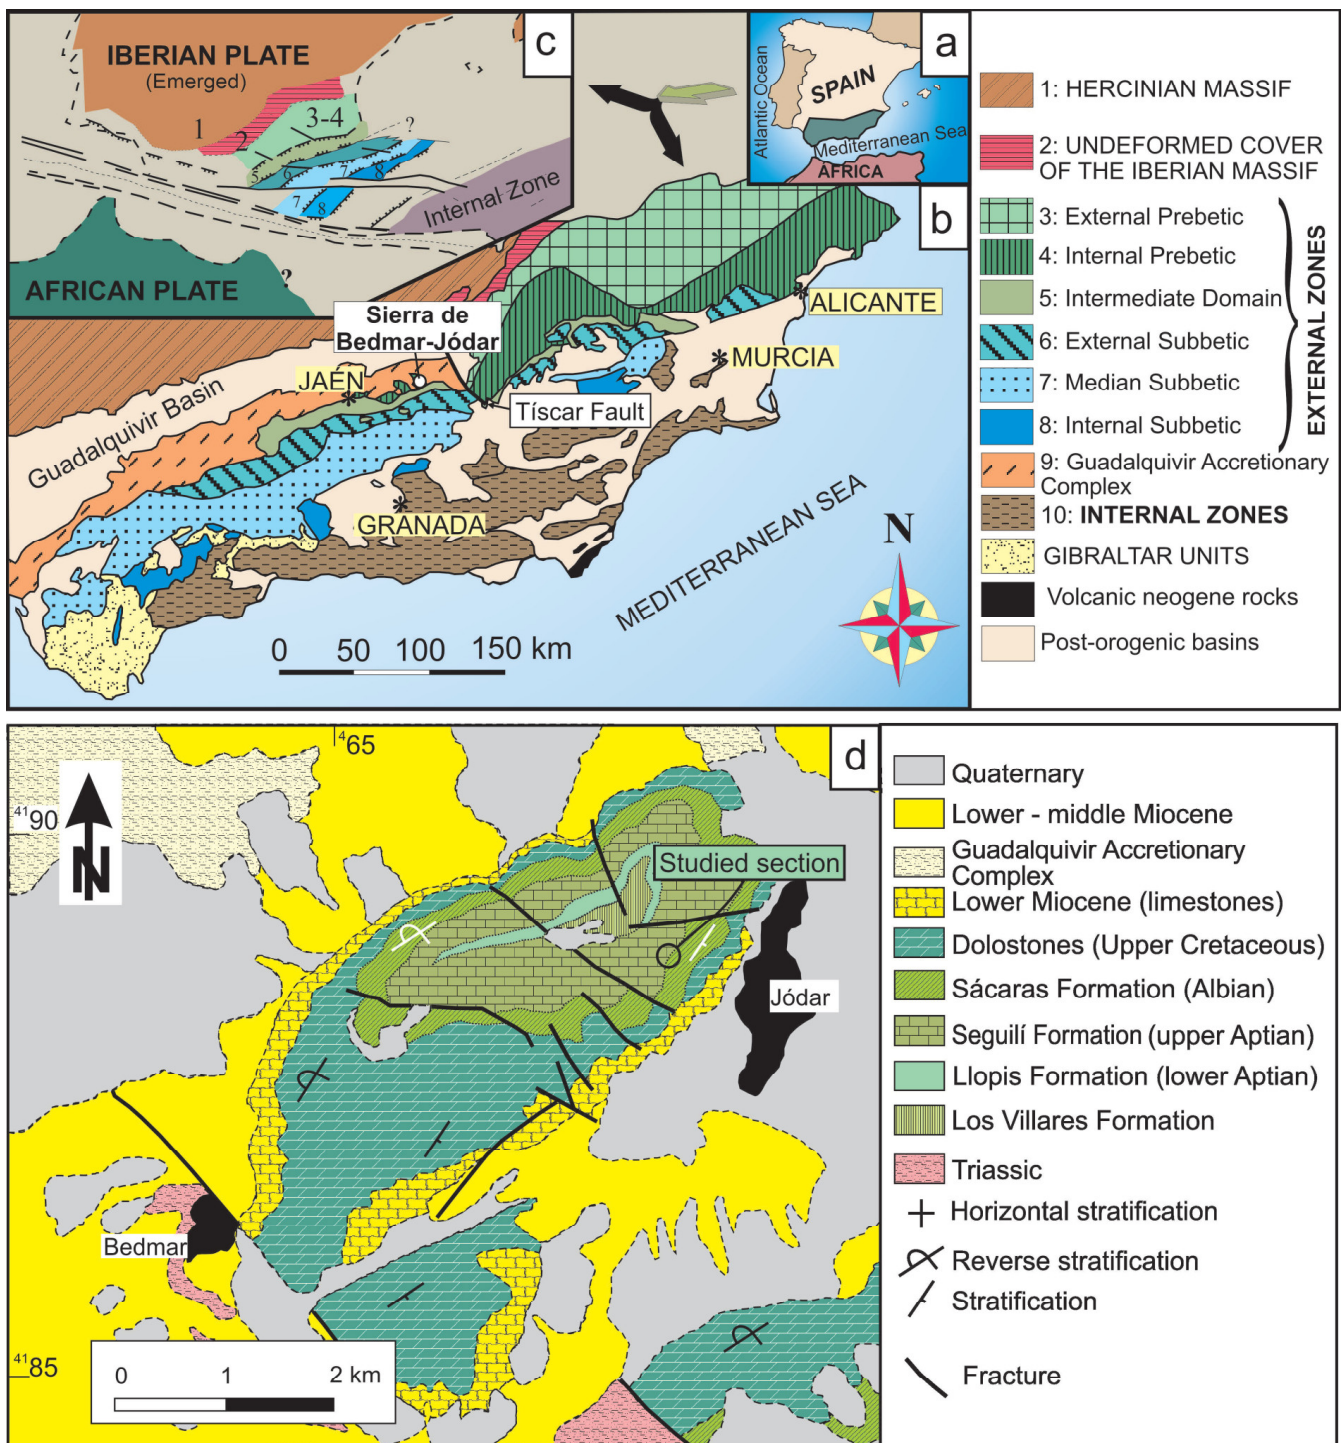 c
IBERIAN PLATE
(Emerged)
1
2
3-4
?
5
6
7
8
7
8
Internal Zone
AFRICAN PLATE
?
a
Atlantic Ocean
SPAIN
Mediterranean Sea
AFRICA
b
Sierra de
Bedmar-Jódar
ALICANTE
MURCIA
JAEN
Tíscar Fault
Guadalquivir Basin
GRANADA
MEDITERRANEAN SEA
N
0 50 100 150 km
1: HERCINIAN MASSIF
2: UNDEFORMED COVER
OF THE IBERIAN MASSIF
3: External Prebetic
4: Internal Prebetic
5: Intermediate Domain
6: External Subbetic
7: Median Subbetic
8: Internal Subbetic
EXTERNAL ZONES
9: Guadalquivir Accretionary
Complex
10: INTERNAL ZONES
GIBRALTAR UNITS
Volcanic neogene rocks
Post-orogenic basins
d
465
4190
N
Studied section
Jódar
Bedmar
4185
0 1 2 km
Quaternary
Lower - middle Miocene
Guadalquivir Accretionary
Complex
Lower Miocene (limestones)
Dolostones (Upper Cretaceous)
Sácaras Formation (Albian)
Seguilí Formation (upper Aptian)
Llopis Formation (lower Aptian)
Los Villares Formation
Triassic
Horizontal stratification
Reverse stratification
Stratification
Fracture